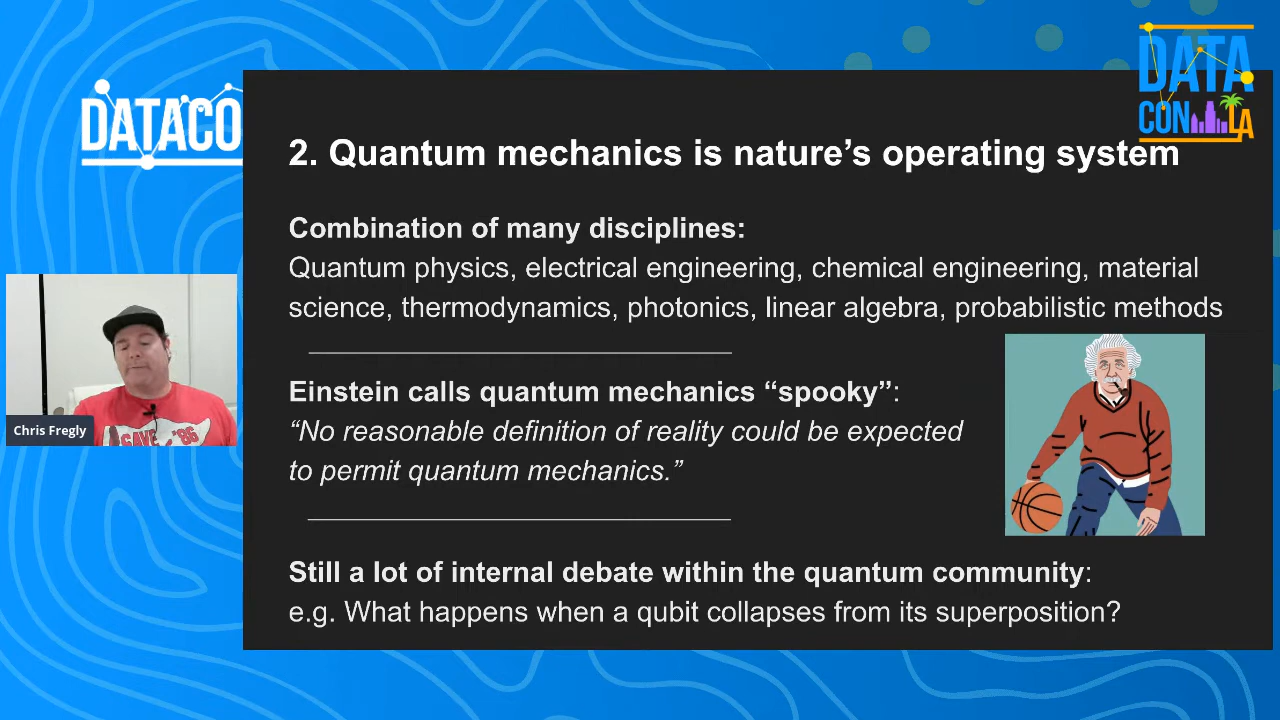 DATACO
DATA
CON LA
2. Quantum mechanics is nature’s operating system
Combination of many disciplines:
Quantum physics, electrical engineering, chemical engineering, material
science, thermodynamics, photonics, linear algebra, probabilistic methods
Einstein calls quantum mechanics “spooky”:
“No reasonable definition of reality could be expected
to permit quantum mechanics.”
Still a lot of internal debate within the quantum community:
e.g. What happens when a qubit collapses from its superposition?
Chris Fregly
SAVE '86